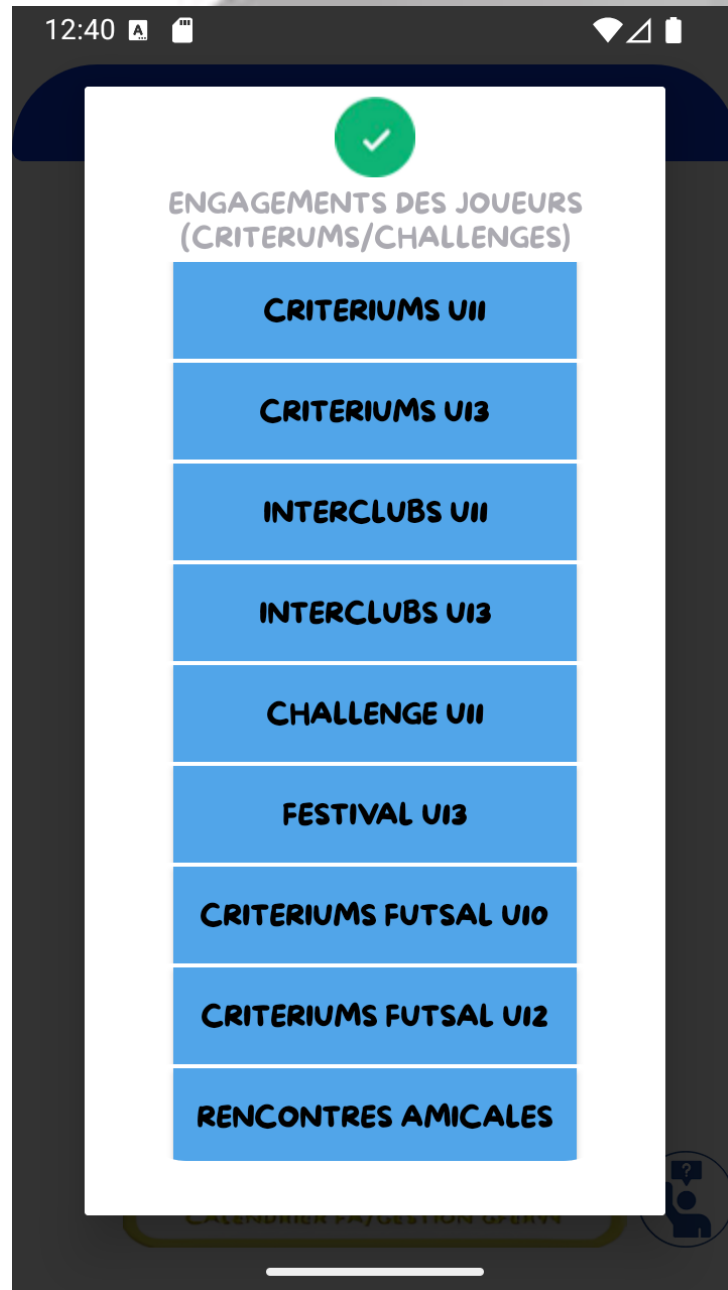 12:40
A
ENGAGEMENTS DES JOUEURS
(CRITERUMS/CHALLENGES)
CRITERIUMS U11
CRITERIUMS U13
INTERCLUBS U11
INTERCLUBS U13
CHALLENGE U11
FESTIVAL U13
CRITERIUMS FUTSAL U10
CRITERIUMS FUTSAL U12
RENCONTRES AMICALES
?